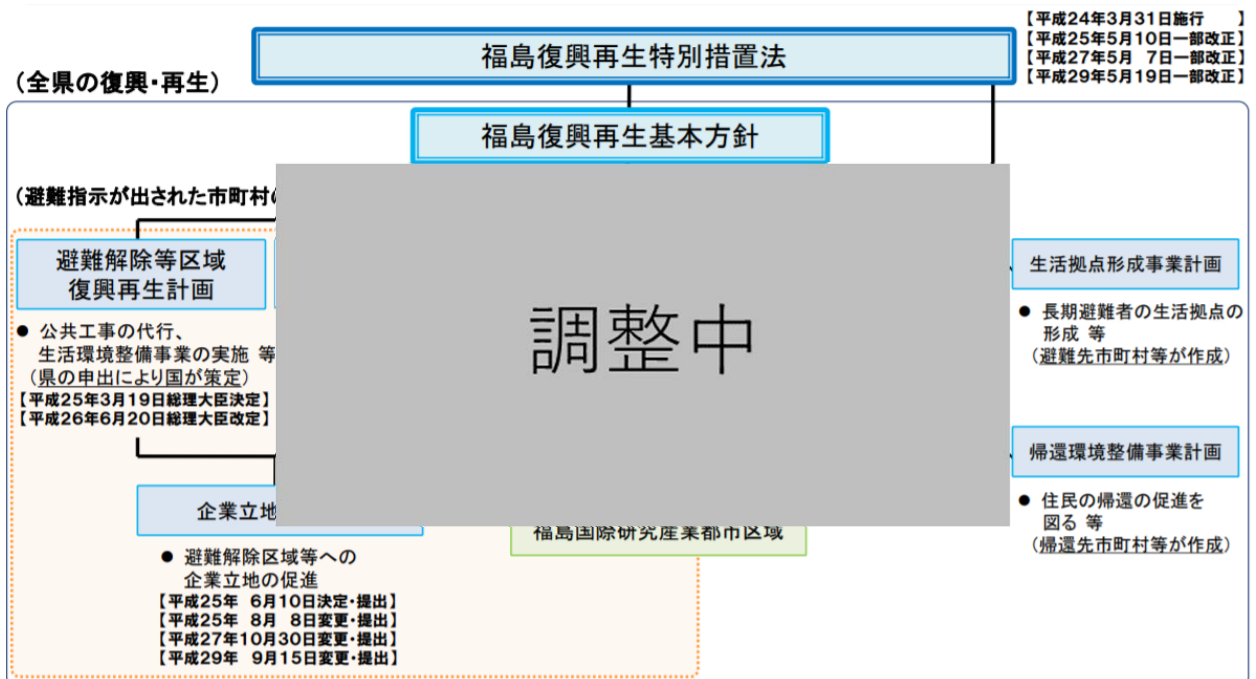 【平成24年3月31日施行 】
【平成25年5月10日一部改正】
【平成27年5月 7日一部改正】
【平成29年5月19日一部改正】
福島復興再生特別措置法
(全県の復興・再生)
福島復興再生基本方針
(避難指示が出された市町村の
避難解除等区域
復興再生計画
● 公共工事の代行、
生活環境整備事業の実施 等
(県の申出により国が策定)
【平成25年3月19日総理大臣決定】
【平成26年6月20日総理大臣改定】
調整中
生活拠点形成事業計画
● 長期避難者の生活拠点の
形成 等
(避難先市町村等が作成)
帰還環境整備事業計画
● 住民の帰還の促進を
図る 等
(帰還先市町村等が作成)
企業立地
福島国際研究産業都市区域
● 避難解除区域等への
企業立地の促進
【平成25年 6月10日決定・提出】
【平成25年 8月 8日変更・提出】
【平成27年10月30日変更・提出】
【平成29年 9月15日変更・提出】